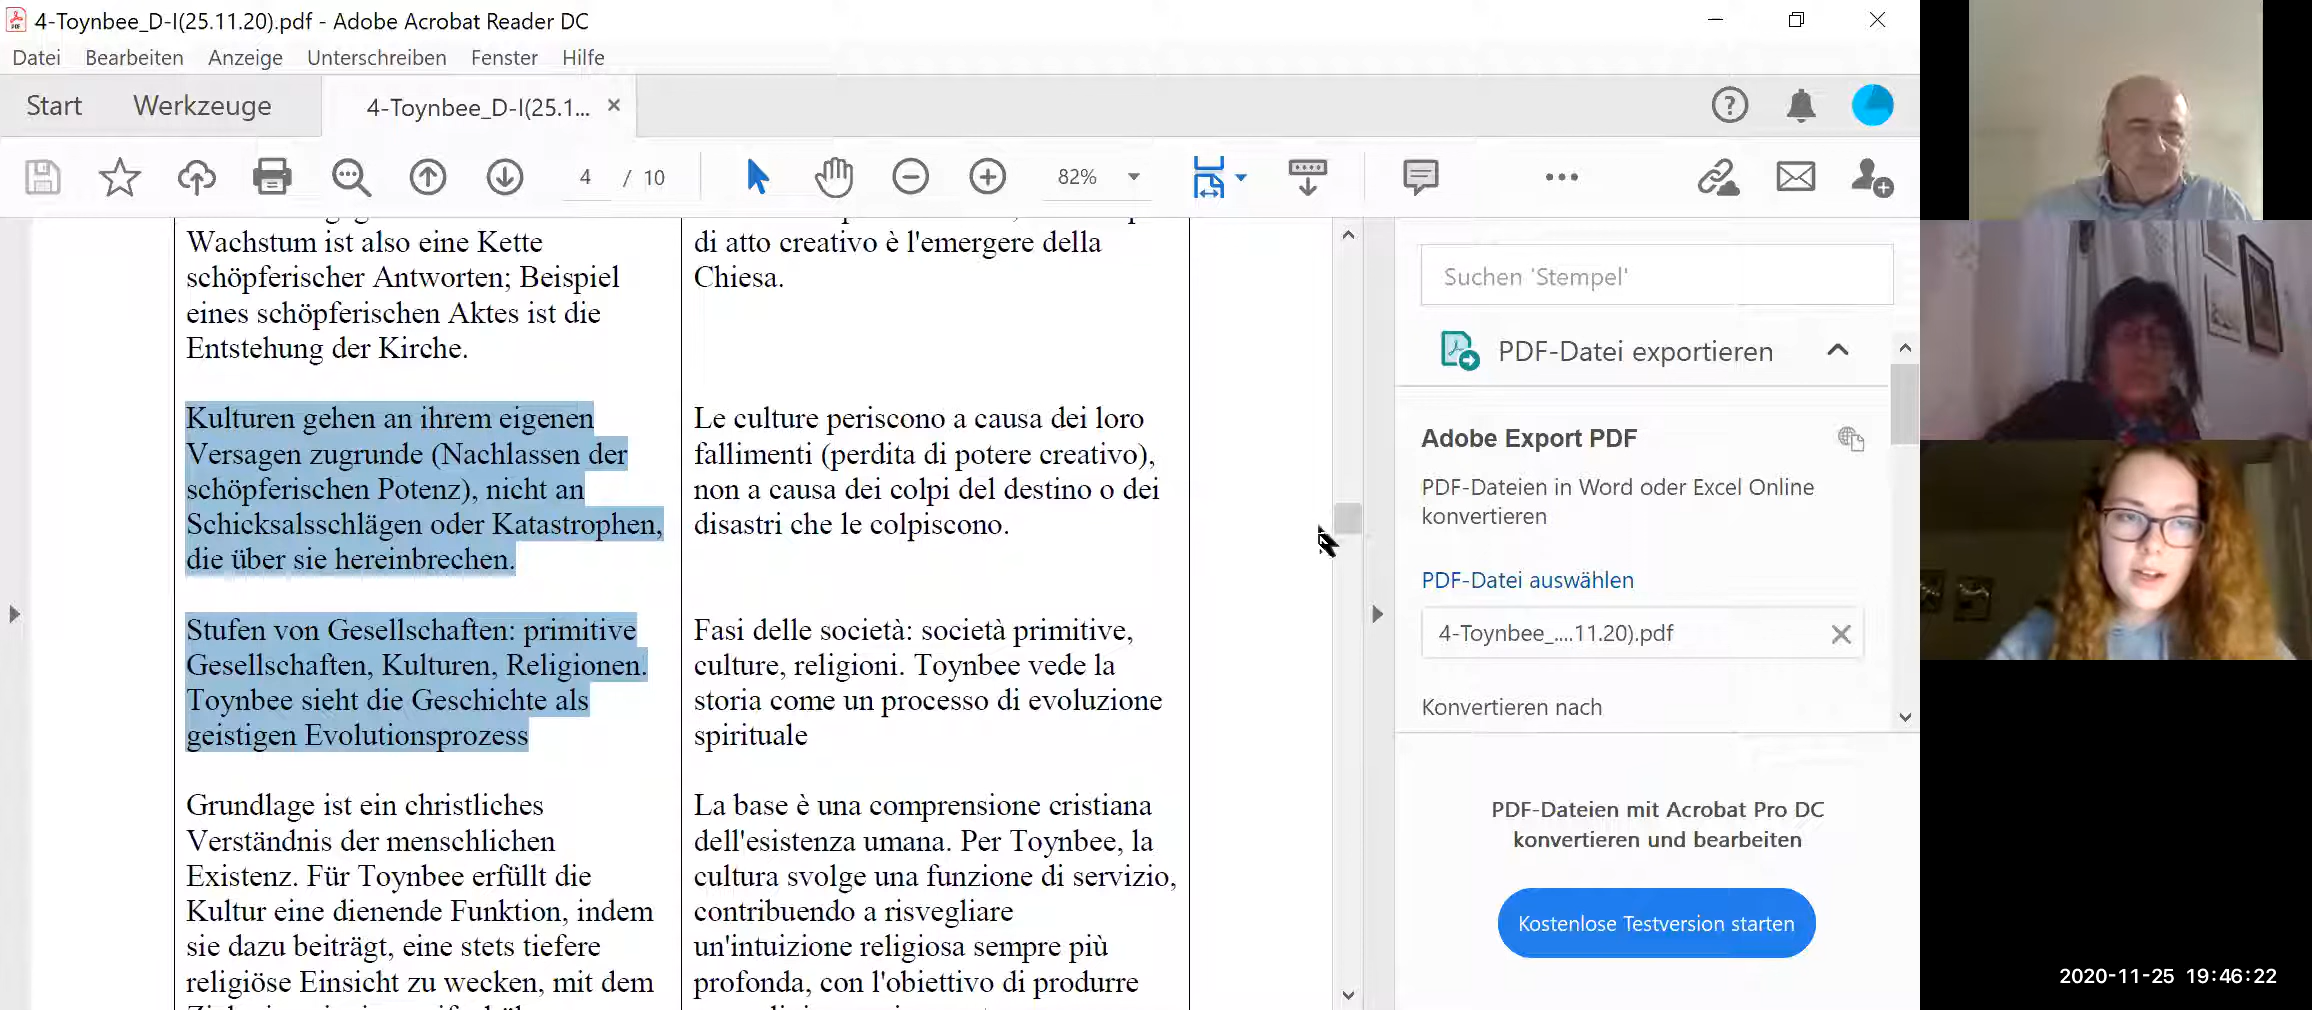 4-Toynbee_D-I(25.11.20).pdf - Adobe Acrobat Reader DC
Datei Bearbeiten Anzeige Unterschreiben Fenster Hilfe
Start Werkzeuge 4-Toynbee_D-I(25.1...
4 / 10 82%
Wachstum ist also eine Kette
schöpferischer Antworten; Beispiel
eines schöpferischen Aktes ist die
Entstehung der Kirche.
Kulturen gehen an ihrem eigenen
Versagen zugrunde (Nachlassen der
schöpferischen Potenz), nicht an
Schicksalsschlägen oder Katastrophen,
die über sie hereinbrechen.
Stufen von Gesellschaften: primitive
Gesellschaften, Kulturen, Religionen.
Toynbee sieht die Geschichte als
geistigen Evolutionsprozess
Grundlage ist ein christliches
Verständnis der menschlichen
Existenz. Für Toynbee erfüllt die
Kultur eine dienende Funktion, indem
sie dazu beiträgt, eine stets tiefere
religiöse Einsicht zu wecken, mit dem
di atto creativo è l'emergere della
Chiesa.
Le culture periscono a causa dei loro
fallimenti (perdita di potere creativo),
non a causa dei colpi del destino o dei
disastri che le colpiscono.
Fasi delle società: società primitive,
culture, religioni. Toynbee vede la
storia come un processo di evoluzione
spirituale
La base è una comprensione cristiana
dell'esistenza umana. Per Toynbee, la
cultura svolge una funzione di servizio,
contribuendo a risvegliare
un'intuizione religiosa sempre più
profonda, con l'obiettivo di produrre
Suchen 'Stempel'
PDF-Datei exportieren
Adobe Export PDF
PDF-Dateien in Word oder Excel Online
konvertieren
PDF-Datei auswählen
4-Toynbee_....11.20).pdf
Konvertieren nach
PDF-Dateien mit Acrobat Pro DC
konvertieren und bearbeiten
Kostenlose Testversion starten
2020-11-25 19:46:22